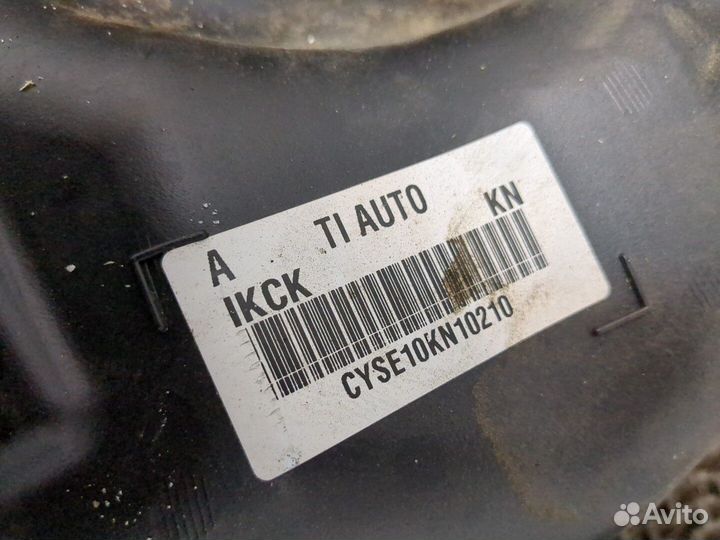 A TI AUTO KN
IKCK
CYSE10KN10210
Avito